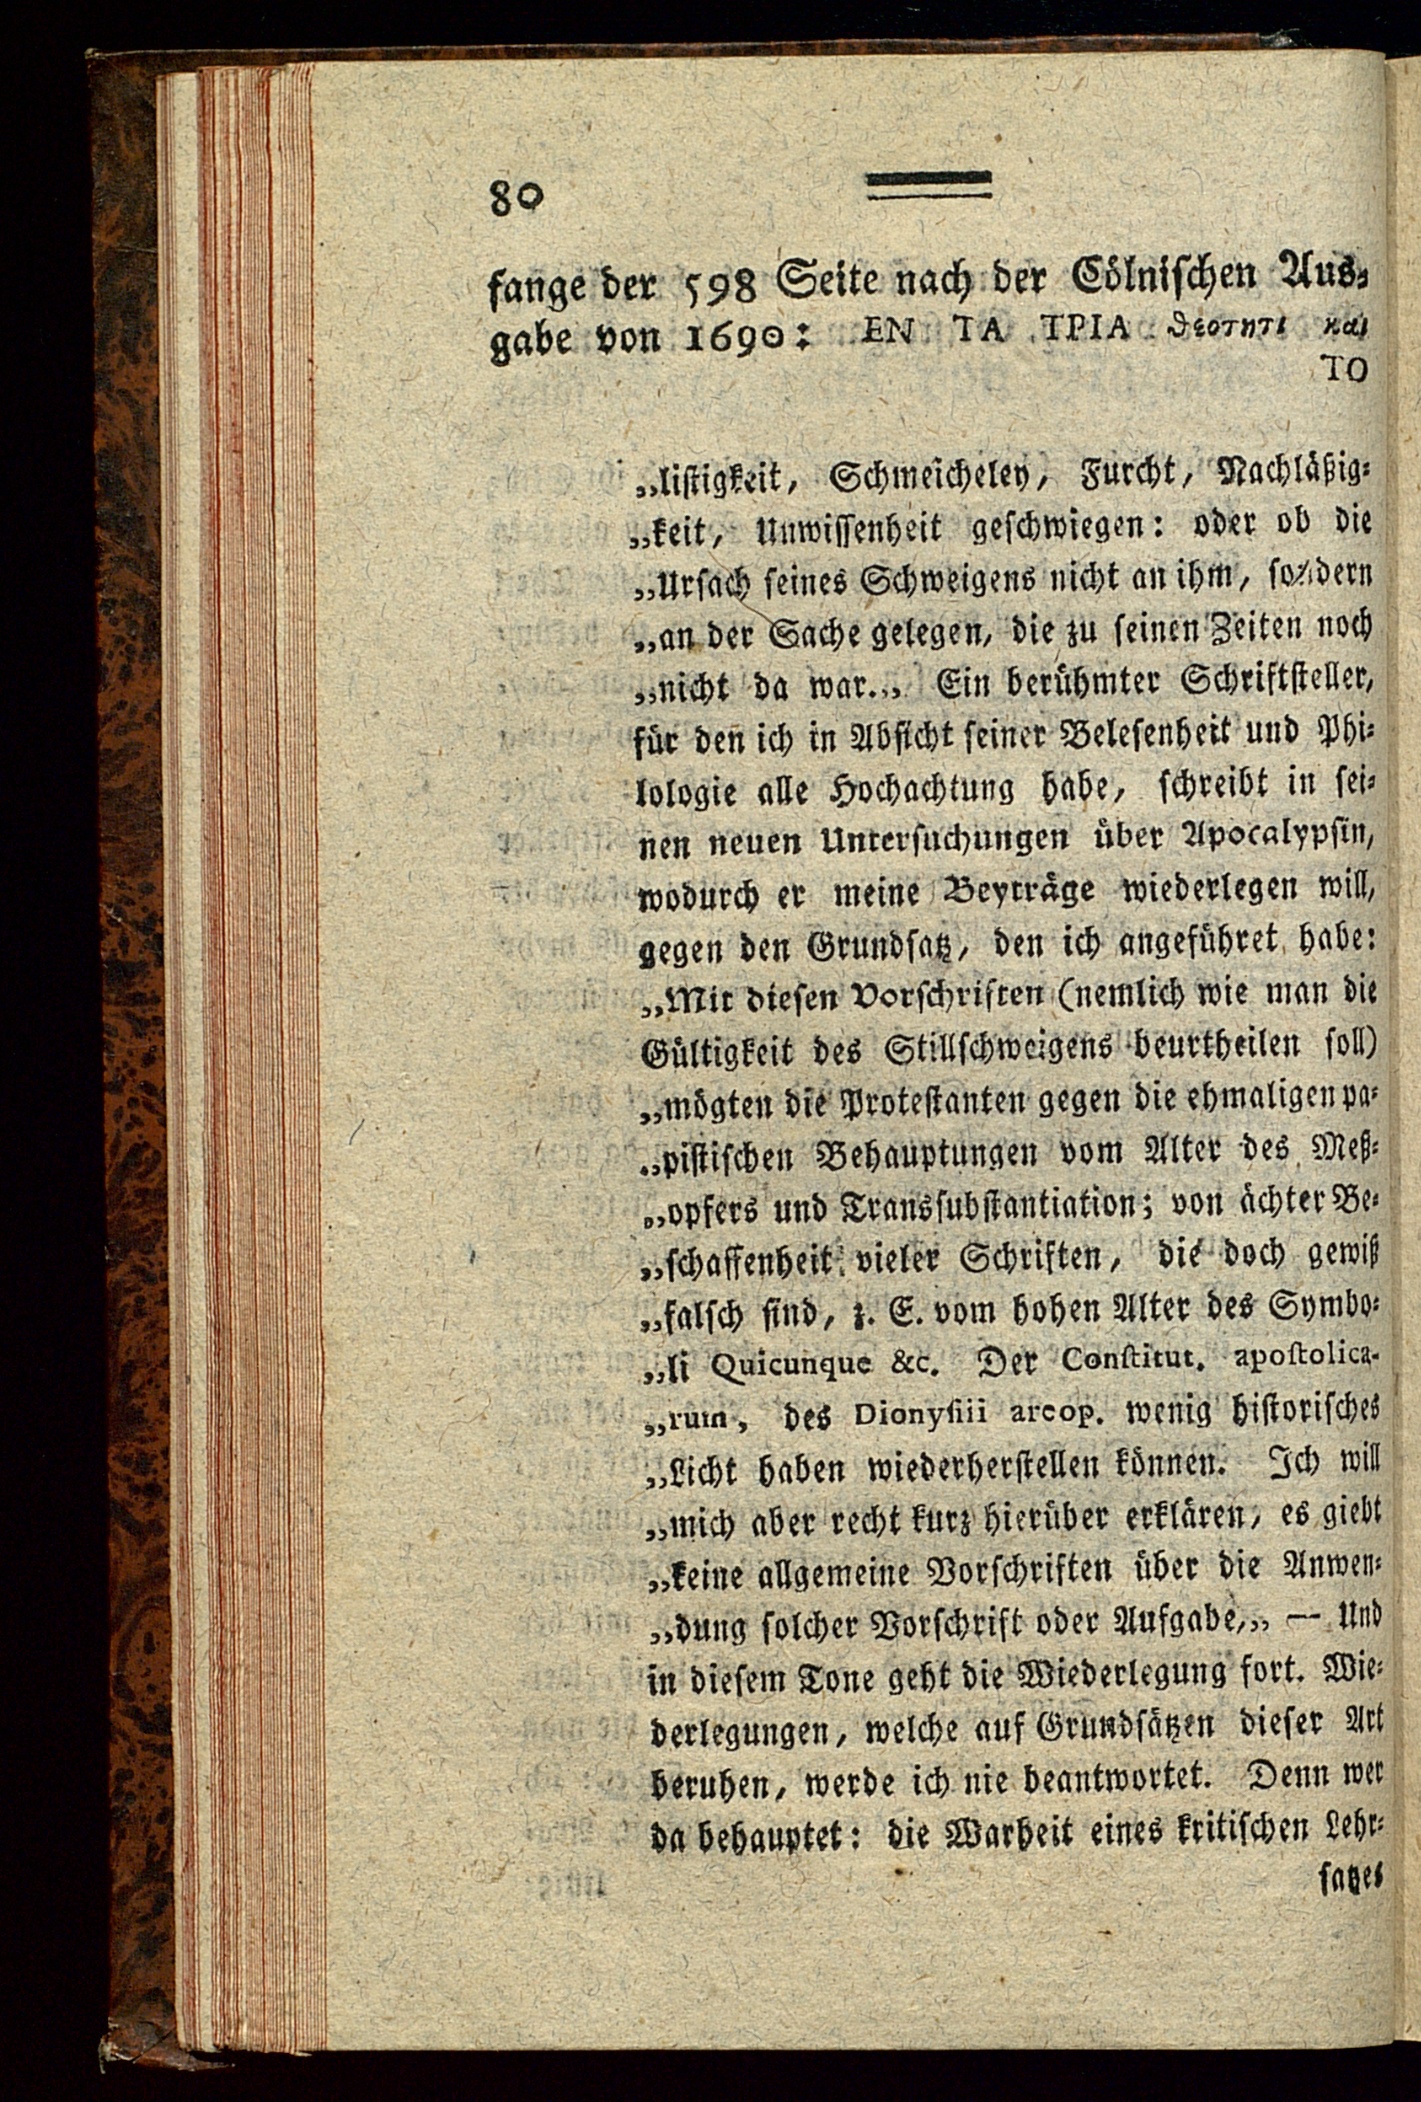 80
fange der 598 Seite nach der Cölnischen Aus-
gabe von 1690: ΕΝ ΤΑ ΤΡΙΑ θεοτητι και
ΤΟ
„listigkeit, Schmeicheley, Furcht, Nachläßig-
„keit, Unwissenheit geschwiegen: oder ob die
„Ursach seines Schweigens nicht an ihm, sondern
„an der Sache gelegen, die zu seinen Zeiten noch
„nicht da war.„ Ein berühmter Schriftsteller,
für den ich in Absicht seiner Belesenheit und Phi-
lologie alle Hochachtung habe, schreibt in sei-
nen neuen Untersuchungen über Apocalypsin,
wodurch er meine Beyträge wiederlegen will,
gegen den Grundsatz, den ich angeführet habe:
„Mit diesen Vorschriften (nemlich wie man die
Gültigkeit des Stillschweigens beurtheilen soll)
„mögten die Protestanten gegen die ehmaligen pa-
„pistischen Behauptungen vom Alter des Meß-
„opfers und Transsubstantiation; von ächter Be-
„schaffenheit vieler Schriften, die doch gewiß
„falsch sind, z. E. vom hohen Alter des Symbo-
„li Quicunque &c. Der Constitut. apostolica-
„rum, des Dionysiii areop. wenig historisches
„Licht haben wiederherstellen können. Ich will
„mich aber recht kurz hierüber erklären, es giebt
„keine allgemeine Vorschriften über die Anwen-
„dung solcher Vorschrift oder Aufgabe,„ — Und
in diesem Tone geht die Wiederlegung fort. Wie-
derlegungen, welche auf Grundsätzen dieser Art
beruhen, werde ich nie beantwortet. Denn wer
da behauptet: die Warheit eines kritischen Lehr-
satzes